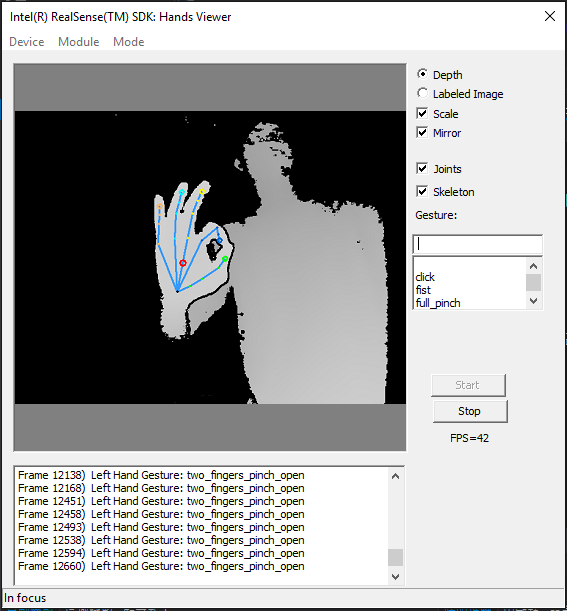 Intel(R) RealSense(TM) SDK: Hands Viewer
Device Module Mode
Depth
Labeled Image
Scale
Mirror
Joints
Skeleton
Gesture:
click
fist
full_pinch
Start
Stop
FPS=42
Frame 12138) Left Hand Gesture: two_fingers_pinch_open
Frame 12168) Left Hand Gesture: two_fingers_pinch_open
Frame 12451) Left Hand Gesture: two_fingers_pinch_open
Frame 12458) Left Hand Gesture: two_fingers_pinch_open
Frame 12493) Left Hand Gesture: two_fingers_pinch_open
Frame 12538) Left Hand Gesture: two_fingers_pinch_open
Frame 12594) Left Hand Gesture: two_fingers_pinch_open
Frame 12660) Left Hand Gesture: two_fingers_pinch_open
In focus